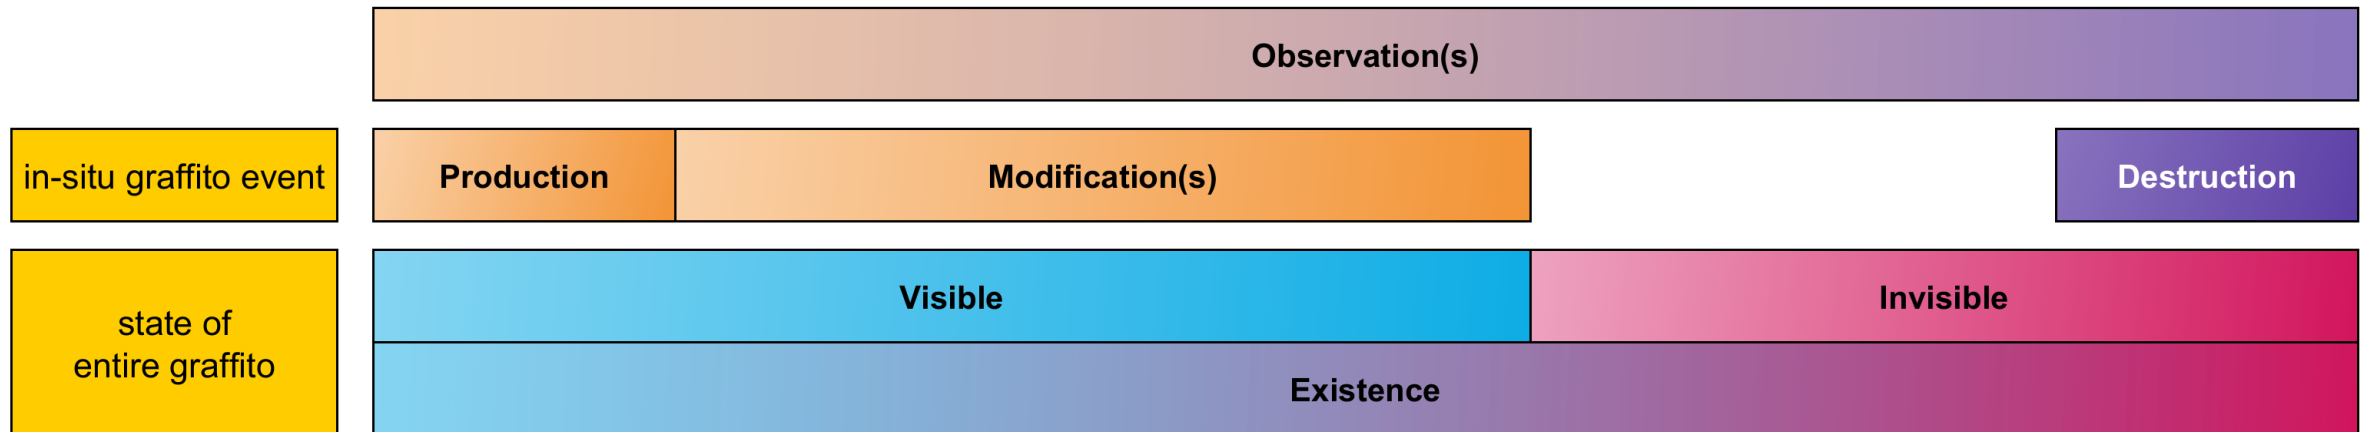 Observation(s)
in-situ graffito event
Production
Modification(s)
Destruction
state of
entire graffito
Visible
Invisible
Existence